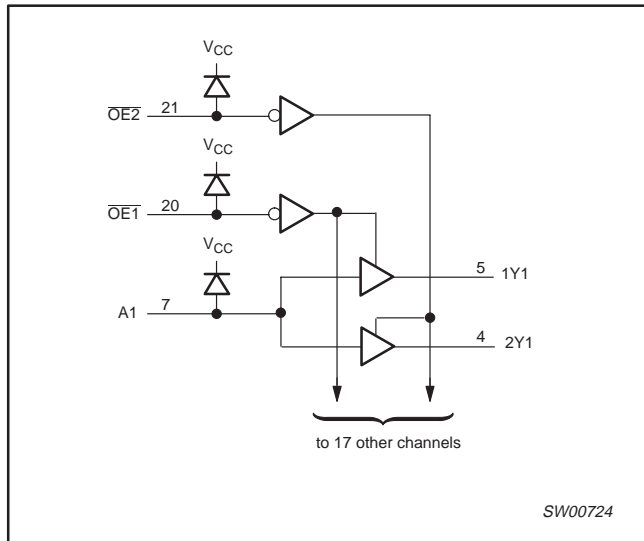 VCC
OE2 21
VCC
OE1 20
VCC
A1 7
5 1Y1
4 2Y1
to 17 other channels
SW00724